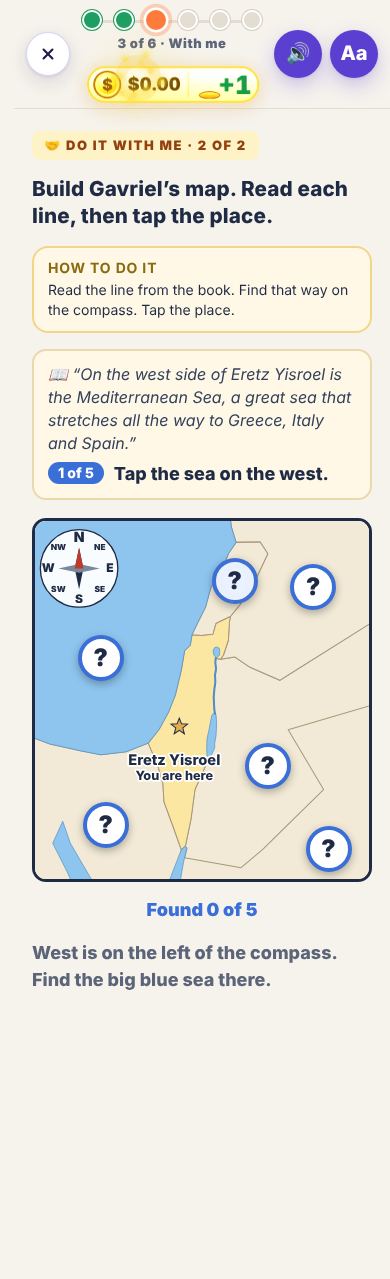 3 of 6 · With me
$ $0.00 +1
Aa
🤝 DO IT WITH ME · 2 OF 2
Build Gavriel’s map. Read each
line, then tap the place.
HOW TO DO IT
Read the line from the book. Find that way on
the compass. Tap the place.
📖 “On the west side of Eretz Yisroel is
the Mediterranean Sea, a great sea that
stretches all the way to Greece, Italy
and Spain.”
1 of 5 Tap the sea on the west.
N
NW NE
W E
SW SE
S
?
?
?
Eretz Yisroel
You are here
?
?
?
Found 0 of 5
West is on the left of the compass.
Find the big blue sea there.